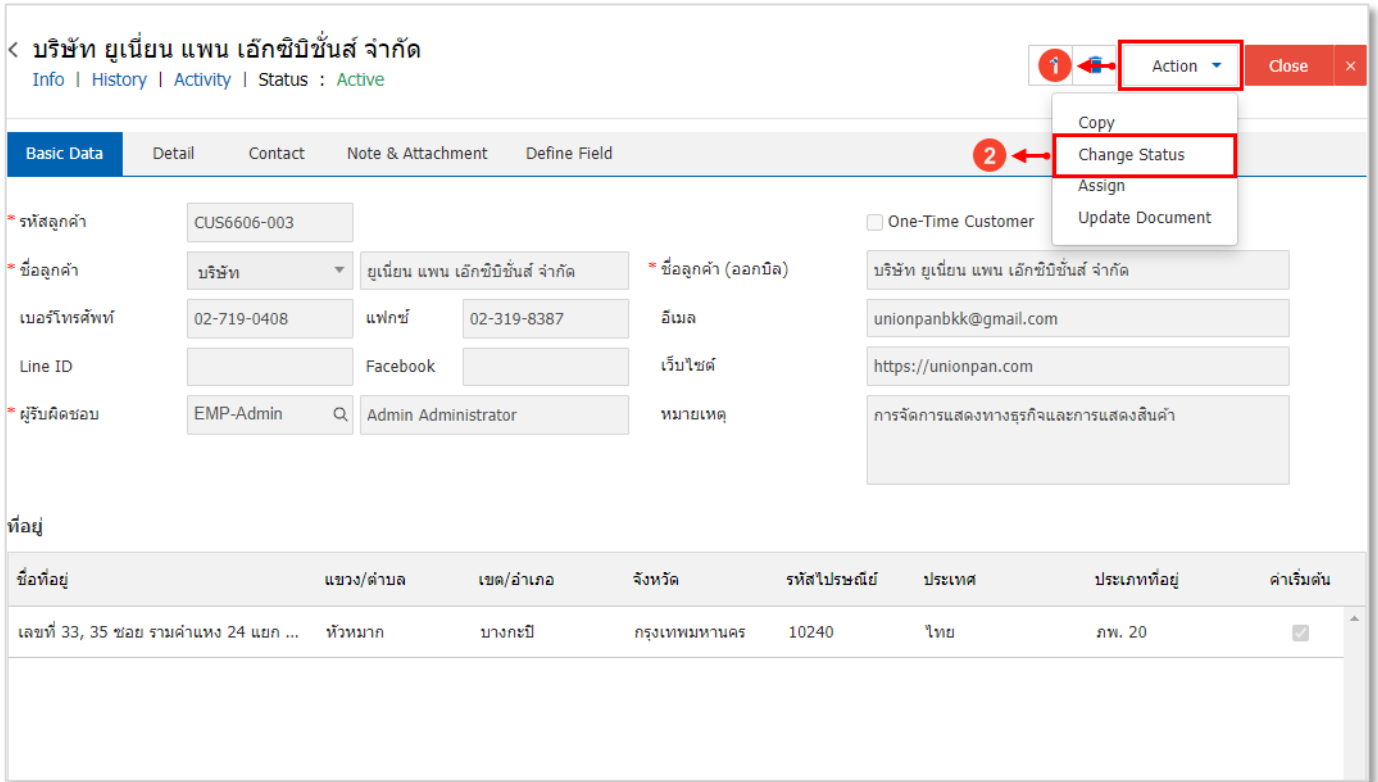 บริษัท ยูเนี่ยน แพน เอ็กซิบิชั่นส์ จำกัด
Info | History | Activity | Status : Active
1 Action Close ×
Copy
Basic Data Detail Contact Note & Attachment Define Field 2 Change Status
Assign
* รหัสลูกค้า CUS6606-003 One-Time Customer Update Document
* ชื่อลูกค้า บริษัท ยูเนี่ยน แพน เอ็กซิบิชั่นส์ จำกัด * ชื่อลูกค้า (ออกบิล) บริษัท ยูเนี่ยน แพน เอ็กซิบิชั่นส์ จำกัด
เบอร์โทรศัพท์ 02-719-0408 แฟกซ์ 02-319-8387 อีเมล unionpanbkk@gmail.com
Line ID Facebook เว็บไซต์ https://unionpan.com
* ผู้รับผิดชอบ EMP-Admin Admin Administrator หมายเหตุ การจัดการแสดงทางธุรกิจและการแสดงสินค้า
ที่อยู่
ชื่อที่อยู่ แขวง/ตำบล เขต/อำเภอ จังหวัด รหัสไปรษณีย์ ประเทศ ประเภทที่อยู่ ค่าเริ่มต้น
เลขที่ 33, 35 ซอย รามคำแหง 24 แยก ... หัวหมาก บางกะปิ กรุงเทพมหานคร 10240 ไทย ภพ. 20